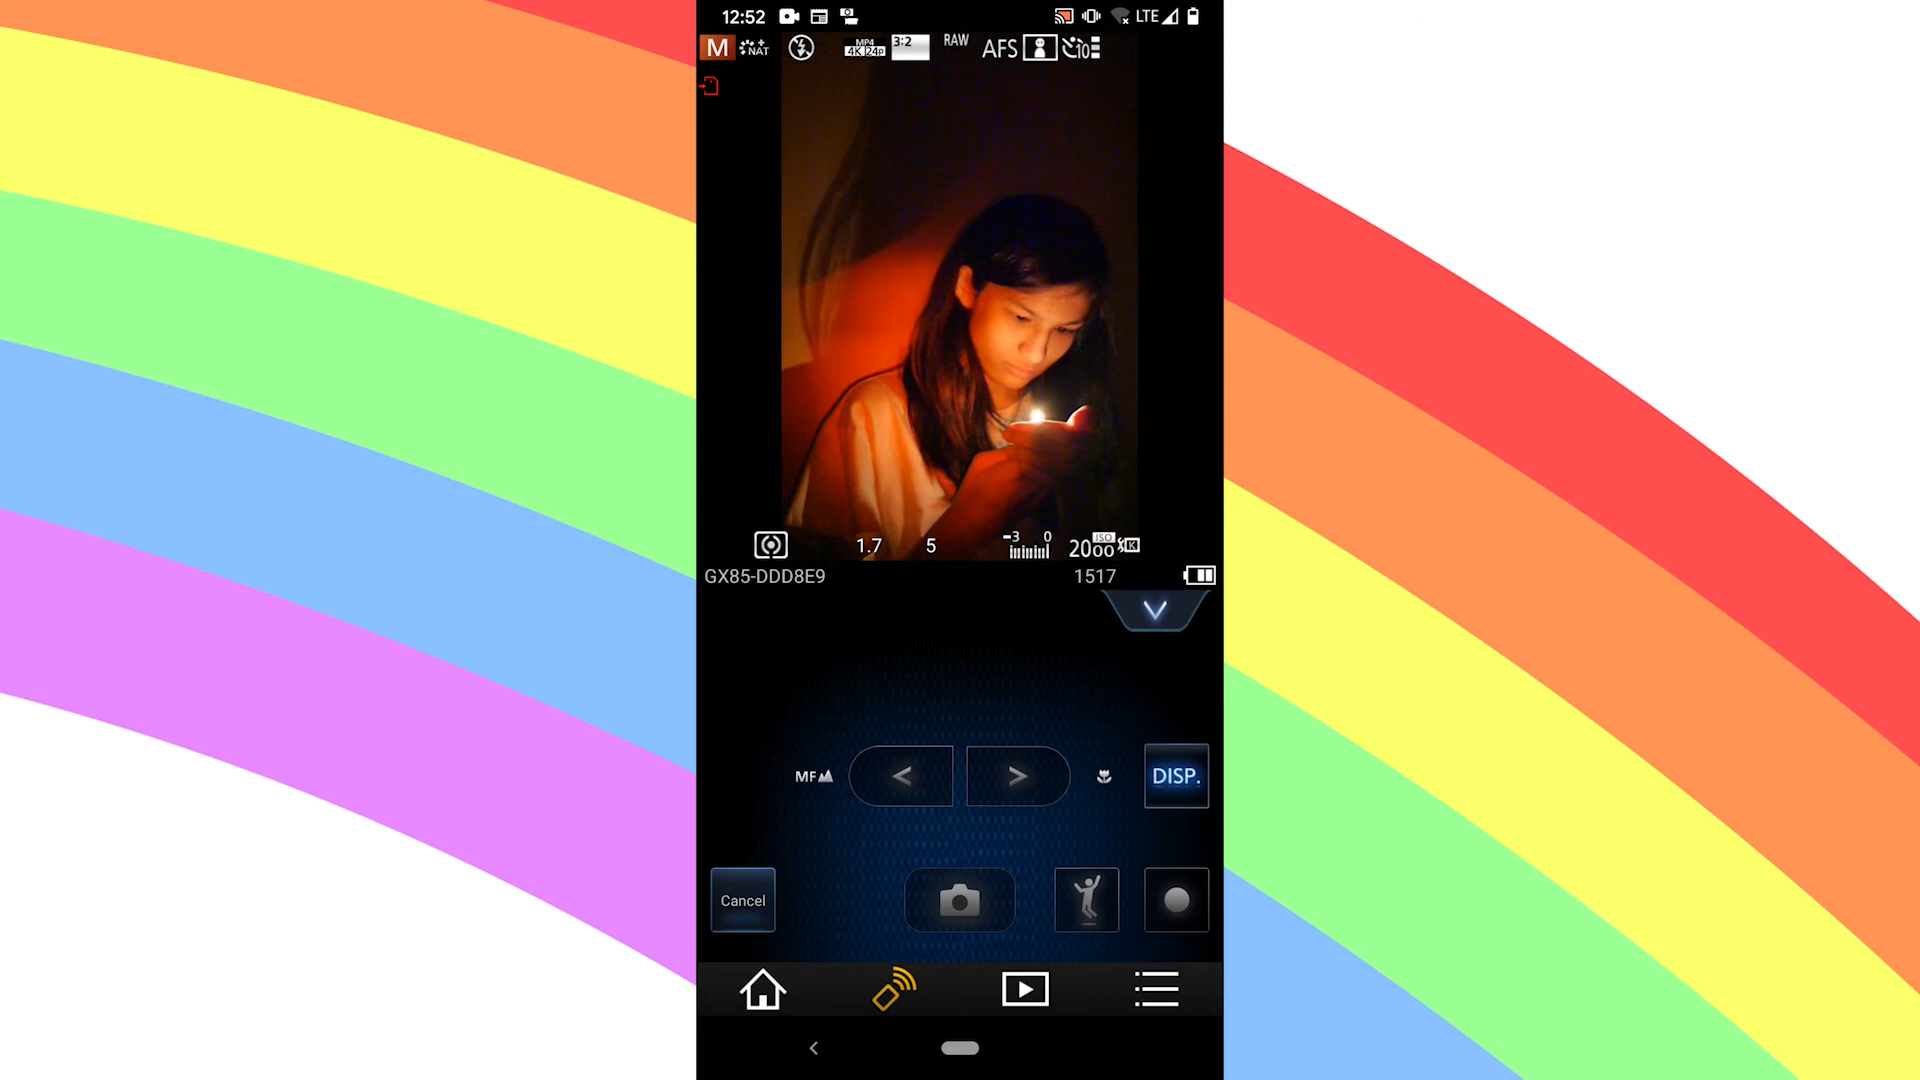 12:52 LTE
M NAT MP4 4K 24p 3:2 RAW AFS 10
1.7 5 -3 0 2000 ISO
GX85-DDD8E9 1517
MF DISP.
Cancel